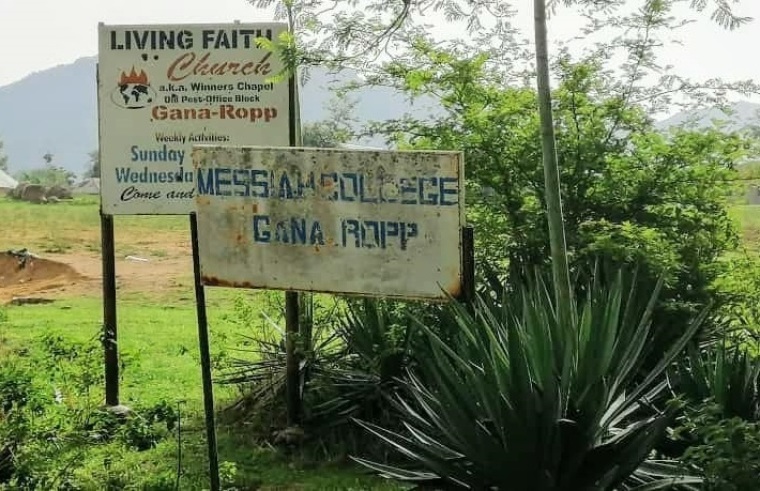 LIVING FAITH
Church
a.k.a. Winners Chapel
Old Post-Office Block
Gana-Ropp
Weekly Activities:
Sunday
Wednesda
Come and
MESSIAH COLLEGE
GANA ROPP